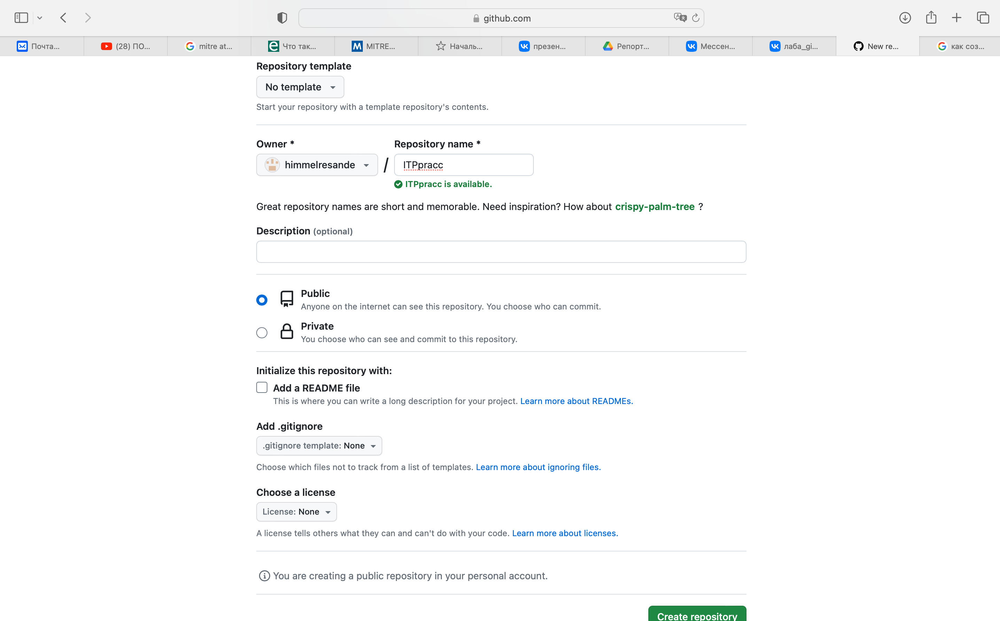 github.com
Почта...
(28) ПО...
mitre at...
Что так...
MITRE...
Началь...
презен...
Репорт...
Мессен...
лаба_gi...
New re...
как соз...
Repository template
No template
Start your repository with a template repository's contents.
Owner *
Repository name *
himmelresande
/
ITPpracc
ITPpracc is available.
Great repository names are short and memorable. Need inspiration? How about crispy-palm-tree ?
Description (optional)
Public
Anyone on the internet can see this repository. You choose who can commit.
Private
You choose who can see and commit to this repository.
Initialize this repository with:
Add a README file
This is where you can write a long description for your project. Learn more about READMEs.
Add .gitignore
.gitignore template: None
Choose which files not to track from a list of templates. Learn more about ignoring files.
Choose a license
License: None
A license tells others what they can and can't do with your code. Learn more about licenses.
You are creating a public repository in your personal account.
Create repository